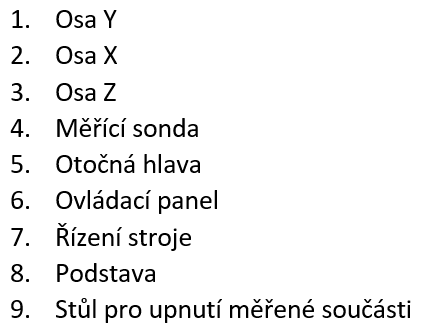 1. Osa Y
2. Osa X
3. Osa Z
4. Měřící sonda
5. Otočná hlava
6. Ovládací panel
7. Řízení stroje
8. Podstava
9. Stůl pro upnutí měřené součásti